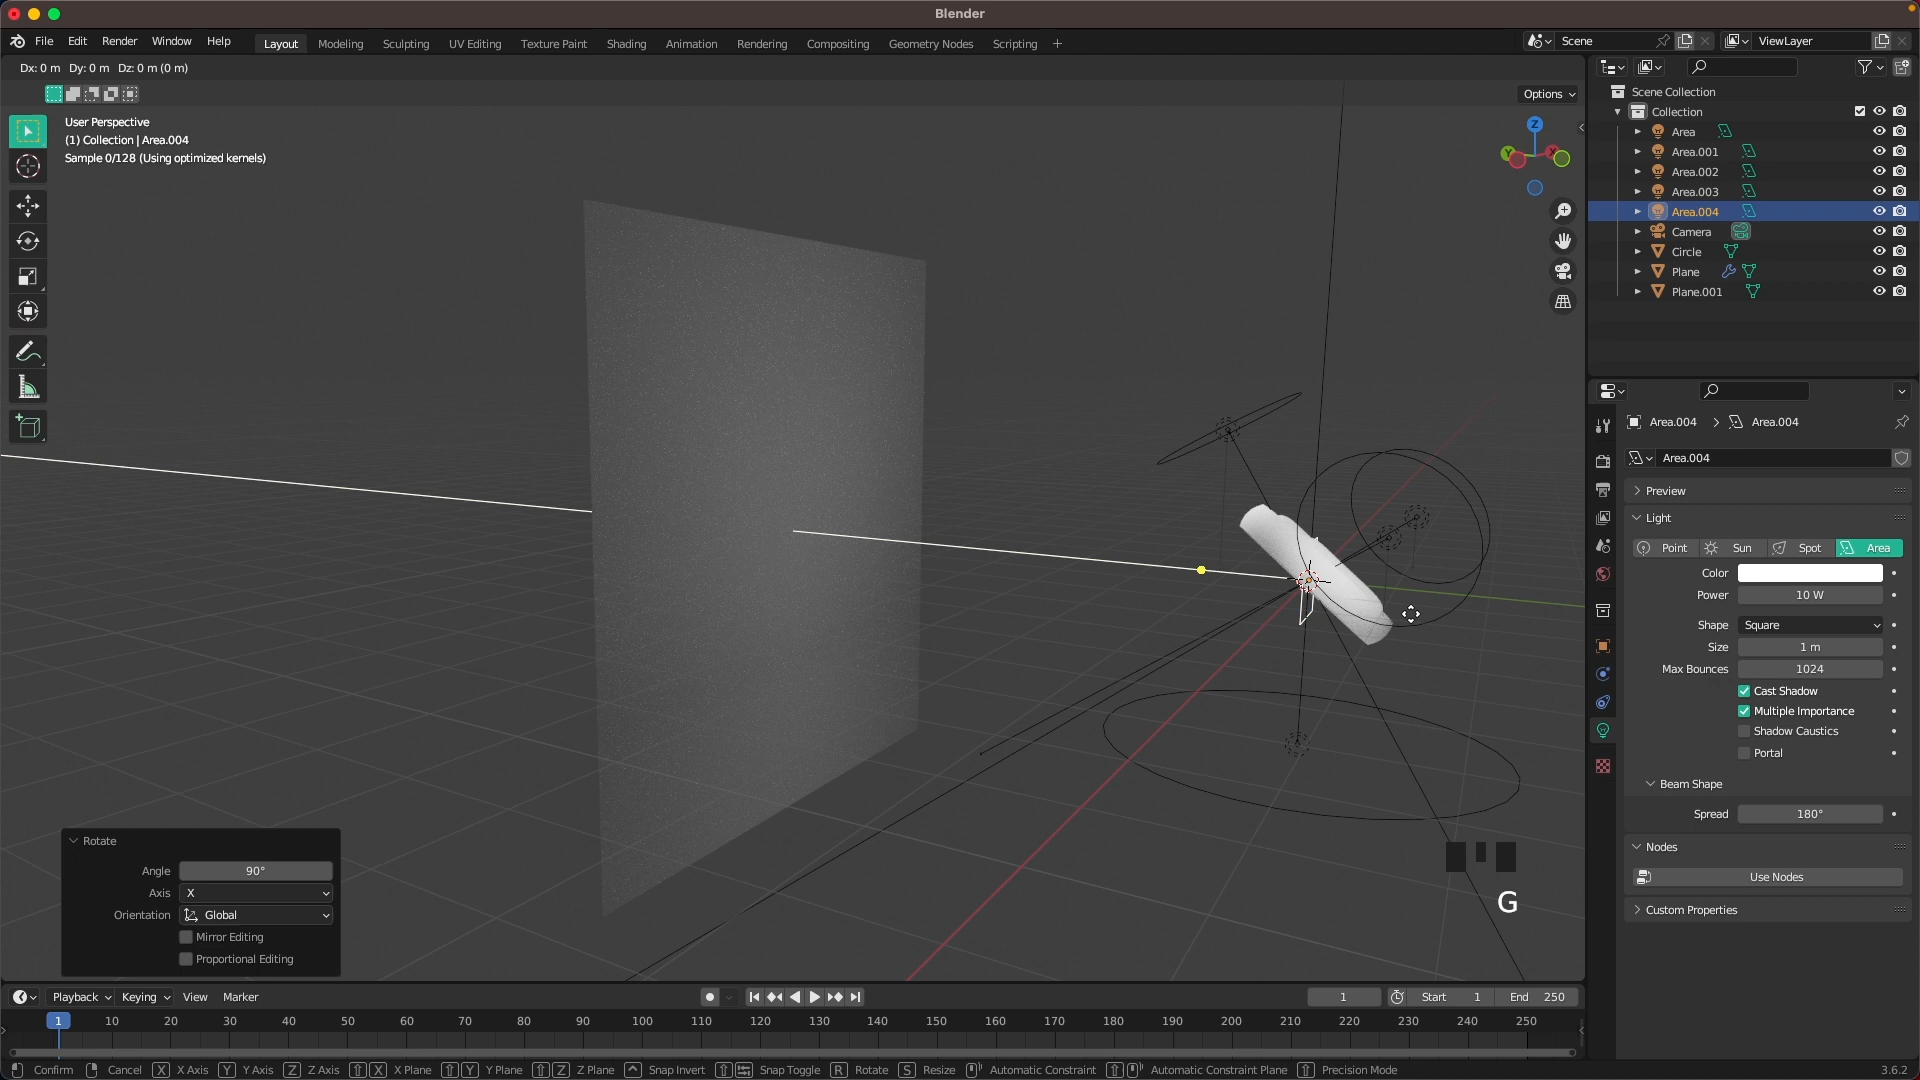 Blender
File Edit Render Window Help
Layout Modeling Sculpting UV Editing Texture Paint Shading Animation Rendering Compositing Geometry Nodes Scripting +
Scene
ViewLayer
Dx: 0 m Dy: 0 m Dz: 0 m (0 m)
Options
User Perspective
(1) Collection | Area.004
Sample 0/128 (Using optimized kernels)
Z
Y
X
Scene Collection
Collection
Area
Area.001
Area.002
Area.003
Area.004
Camera
Circle
Plane
Plane.001
Area.004 > Area.004
Area.004
Preview
Light
Point Sun Spot Area
Color
Power 10 W
Shape Square
Size 1 m
Max Bounces 1024
Cast Shadow
Multiple Importance
Shadow Caustics
Portal
Beam Shape
Spread 180°
Nodes
Use Nodes
Custom Properties
Rotate
Angle 90°
Axis X
Orientation Global
Mirror Editing
Proportional Editing
G
Playback Keying View Marker
1 Start 1 End 250
1 10 20 30 40 50 60 70 80 90 100 110 120 130 140 150 160 170 180 190 200 210 220 230 240 250
Confirm Cancel X X Axis Y Y Axis Z Z Axis X X Plane Y Y Plane Z Z Plane Snap Invert Snap Toggle R Rotate S Resize Automatic Constraint Automatic Constraint Plane Precision Mode 3.6.2